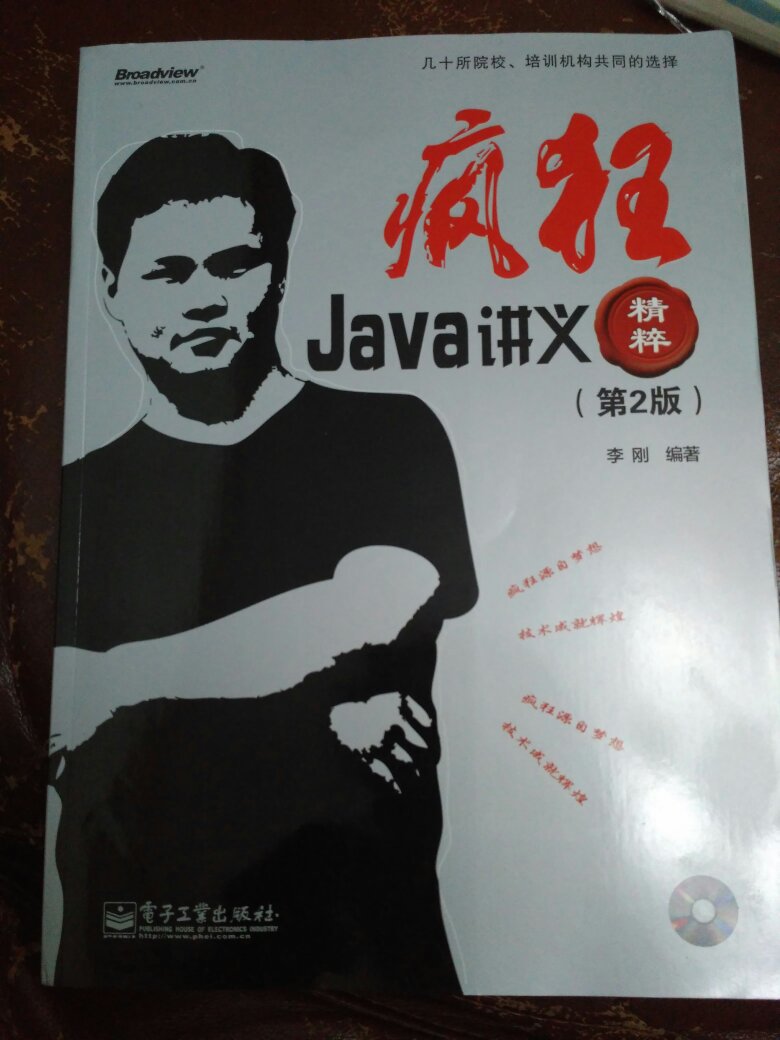 Broadview®
www.broadview.com.cn
几十所院校、培训机构共同的选择
疯狂
Java讲义
精粹
（第2版）
李刚 编著
疯狂源自梦想
技术成就辉煌
疯狂源自梦想
技术成就辉煌
電子工業出版社·
PUBLISHING HOUSE OF ELECTRONICS INDUSTRY
http://www.phei.com.cn